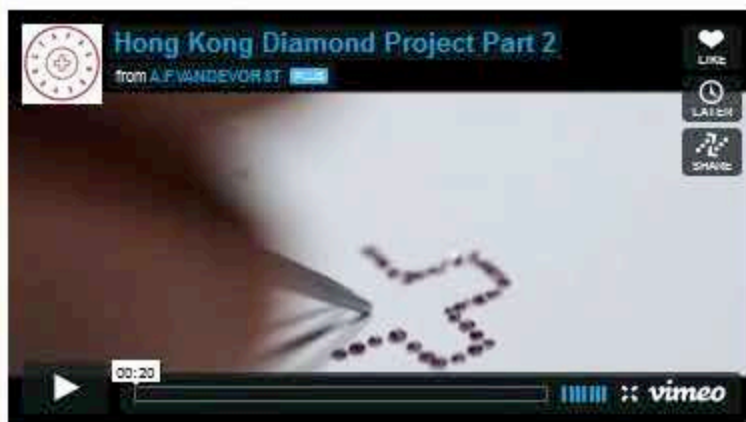 Hong Kong Diamond Project Part 2
from A.F.VANDEVORST PLUS
LIKE
LATER
SHARE
00:20
vimeo